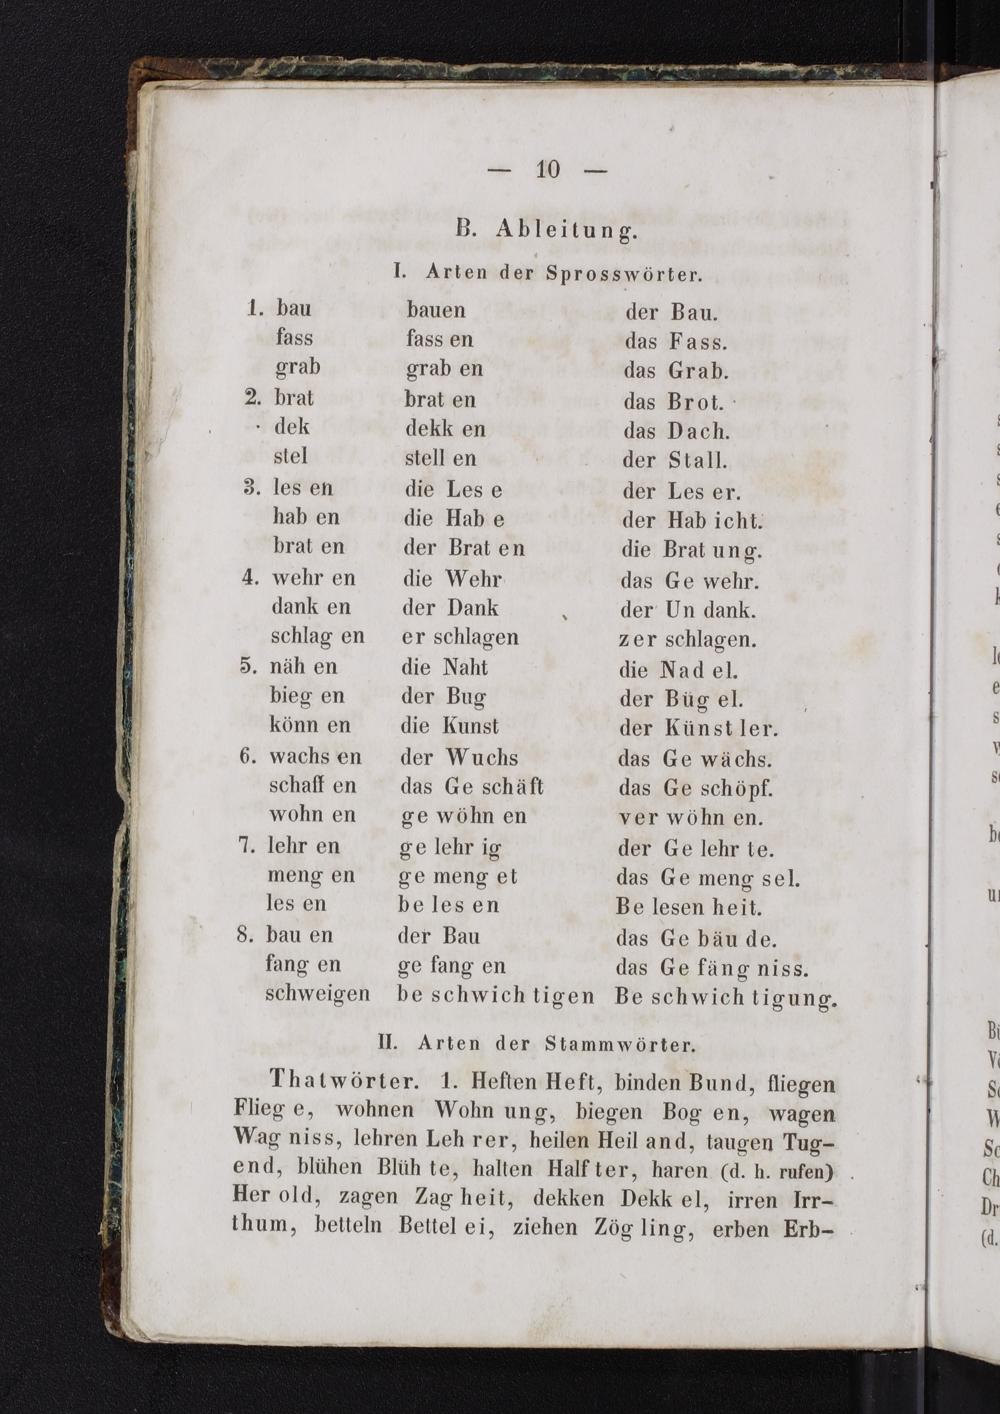 — 10 —
B. Ableitung.
I. Arten der Sprosswörter.
1. bau bauen der Bau.
fass fass en das Fass.
grab grab en das Grab.
2. brat brat en das Brot.
dek dekk en das Dach.
stel stell en der Stall.
3. les en die Les e der Les er.
hab en die Hab e der Hab icht.
brat en der Brat en die Brat ung.
4. wehr en die Wehr das Ge wehr.
dank en der Dank der Un dank.
schlag en er schlagen zer schlagen.
5. näh en die Naht die Nad el.
bieg en der Bug der Büg el.
könn en die Kunst der Künst ler.
6. wachs en der Wuchs das Ge wächs.
schaff en das Ge schäft das Ge schöpf.
wohn en ge wöhn en ver wöhn en.
7. lehr en ge lehr ig der Ge lehr te.
meng en ge meng et das Ge meng sel.
les en be les en Be lesen heit.
8. bau en der Bau das Ge bäu de.
fang en ge fang en das Ge fäng niss.
schweigen be schwich tigen Be schwich tigung.
II. Arten der Stammwörter.
Thatwörter. 1. Heften Heft, binden Bund, fliegen
Flieg e, wohnen Wohn ung, biegen Bog en, wagen
Wag niss, lehren Leh rer, heilen Heil and, taugen Tug-
end, blühen Blüh te, halten Half ter, haren (d. h. rufen)
Her old, zagen Zag heit, dekken Dekk el, irren Irr-
thum, betteln Bettel ei, ziehen Zög ling, erben Erb-